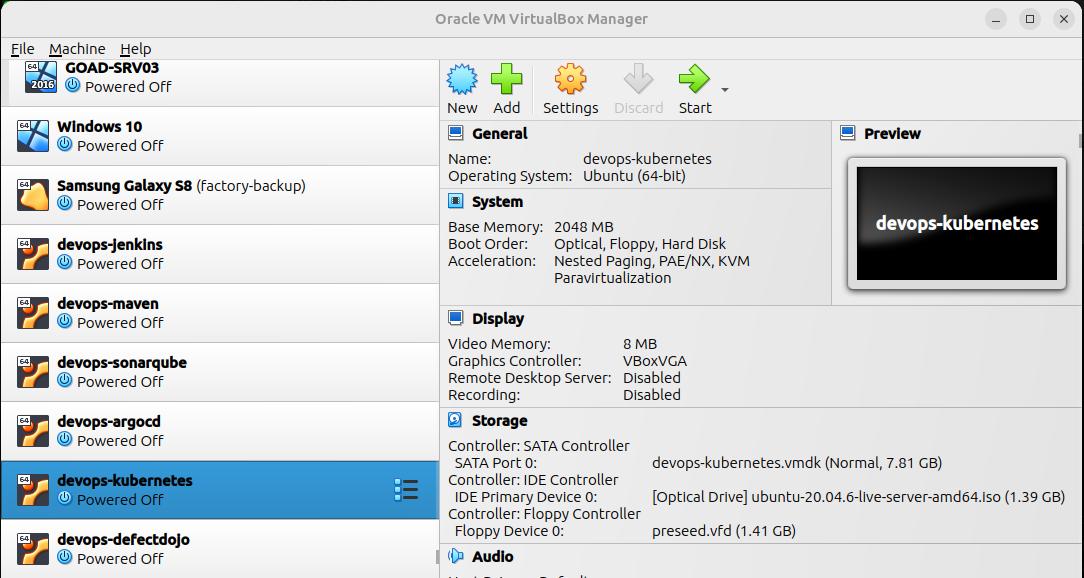 Oracle VM VirtualBox Manager
File Machine Help
64
2016
GOAD-SRV03
Powered Off
64
Windows 10
Powered Off
64
Samsung Galaxy S8 (factory-backup)
Powered Off
64
devops-jenkins
Powered Off
64
devops-maven
Powered Off
64
devops-sonarqube
Powered Off
64
devops-argocd
Powered Off
64
devops-kubernetes
Powered Off
64
devops-defectdojo
Powered Off
New Add Settings Discard Start
General
Name: devops-kubernetes
Operating System: Ubuntu (64-bit)
System
Base Memory: 2048 MB
Boot Order: Optical, Floppy, Hard Disk
Acceleration: Nested Paging, PAE/NX, KVM
Paravirtualization
Preview
devops-kubernetes
Display
Video Memory: 8 MB
Graphics Controller: VBoxVGA
Remote Desktop Server: Disabled
Recording: Disabled
Storage
Controller: SATA Controller
SATA Port 0: devops-kubernetes.vmdk (Normal, 7.81 GB)
Controller: IDE Controller
IDE Primary Device 0: [Optical Drive] ubuntu-20.04.6-live-server-amd64.iso (1.39 GB)
Controller: Floppy Controller
Floppy Device 0: preseed.vfd (1.41 GB)
Audio